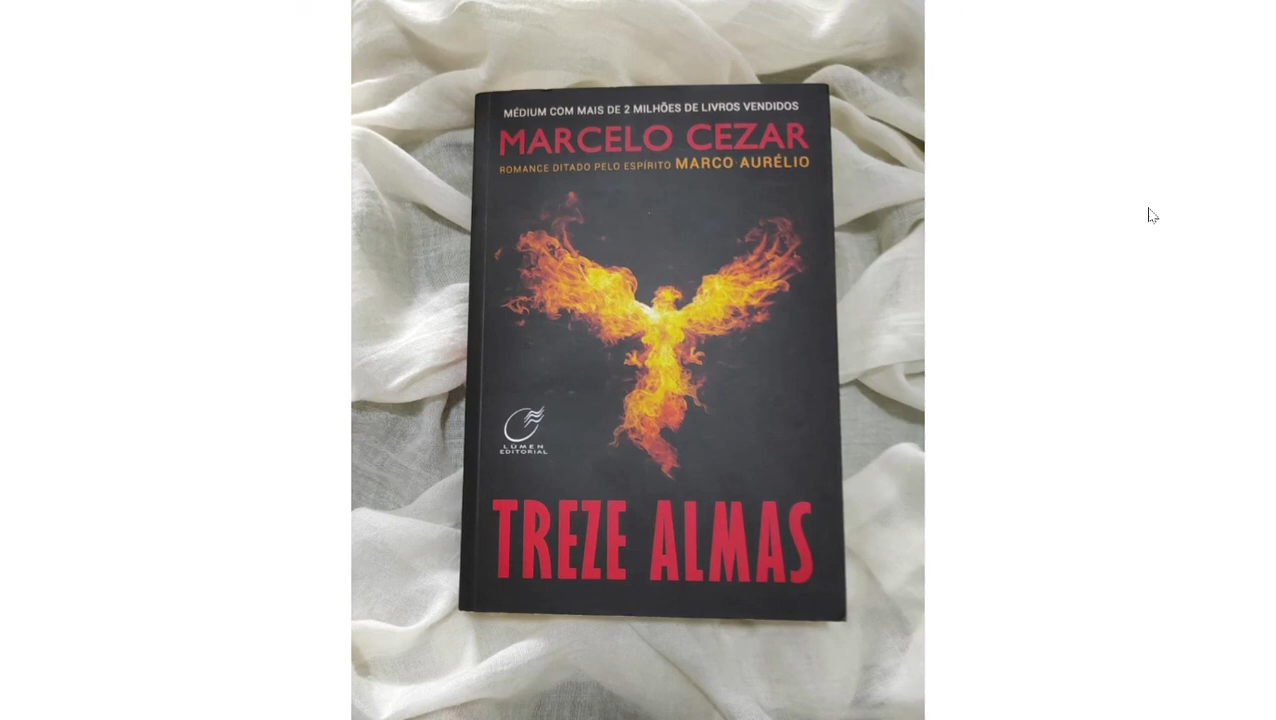 MÉDIUM COM MAIS DE 2 MILHÕES DE LIVROS VENDIDOS
MARCELO CEZAR
ROMANCE DITADO PELO ESPÍRITO MARCO AURÉLIO
LÚMEN
EDITORIAL
TREZE ALMAS